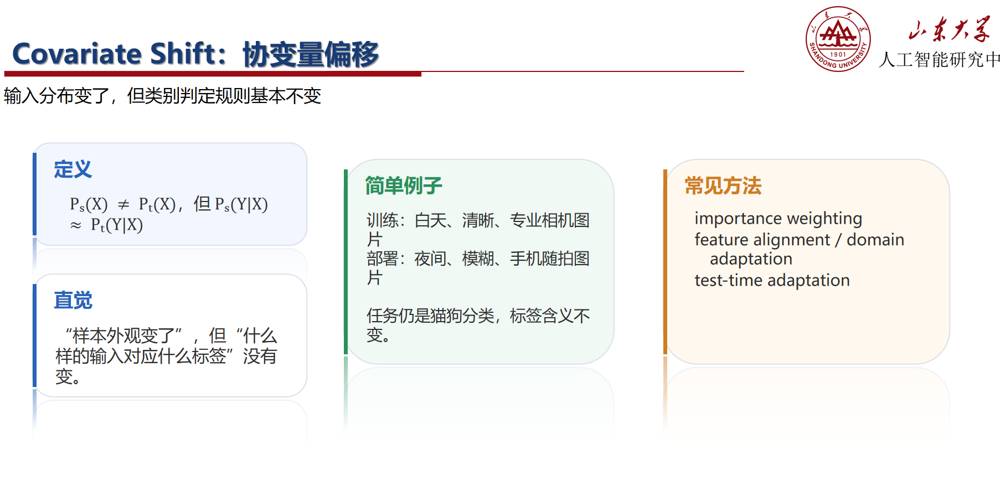 Covariate Shift：协变量偏移
山东大学
SHANDONG UNIVERSITY
1901
人工智能研究中
输入分布变了，但类别判定规则基本不变
定义
Pₛ(X) ≠ Pₜ(X)，但 Pₛ(Y|X)
≈ Pₜ(Y|X)
直觉
“样本外观变了”，但“什么
样的输入对应什么标签”没有
变。
简单例子
训练：白天、清晰、专业相机图
片
部署：夜间、模糊、手机随拍图
片
任务仍是猫狗分类，标签含义不
变。
常见方法
importance weighting
feature alignment / domain
adaptation
test-time adaptation